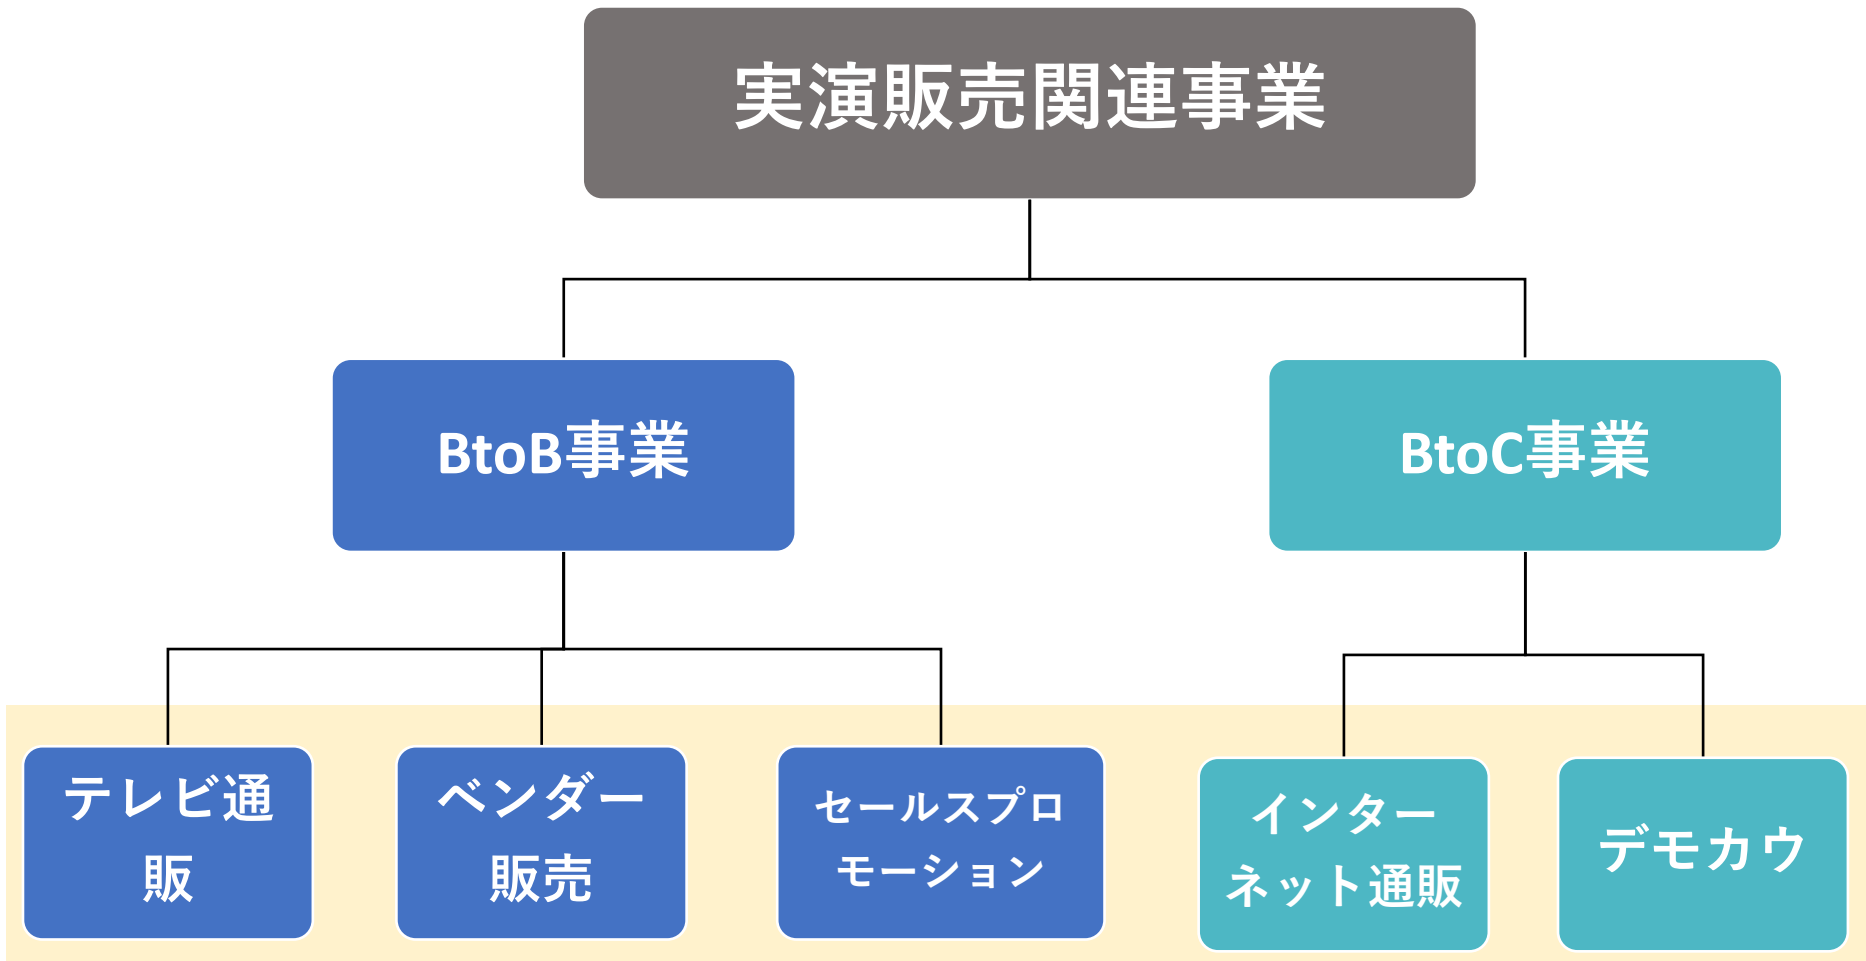 実演販売関連事業
BtoB事業
BtoC事業
テレビ通
販
ベンダー
販売
セールスプロ
モーション
インター
ネット通販
デモカウ